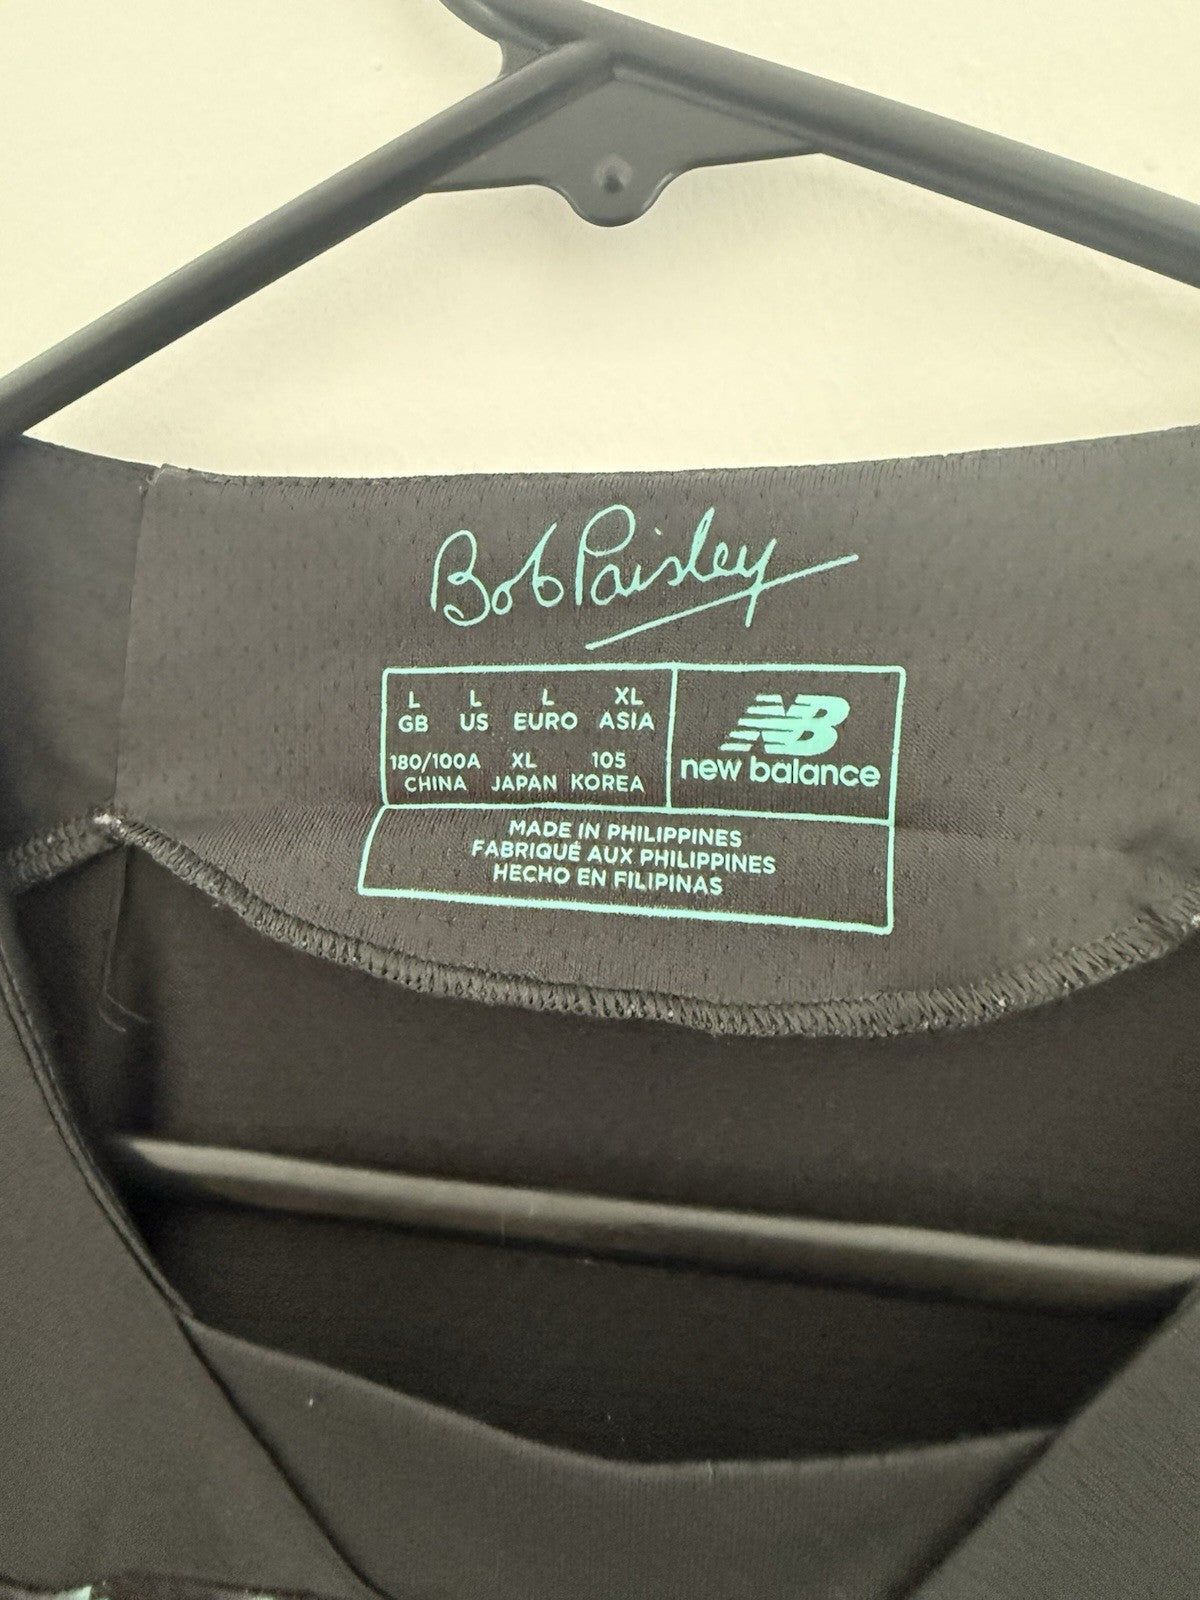 Bob Paisley
L L L XL
GB US EURO ASIA
180/100A XL 105
CHINA JAPAN KOREA
NB
new balance
MADE IN PHILIPPINES
FABRIQUÉ AUX PHILIPPINES
HECHO EN FILIPINAS